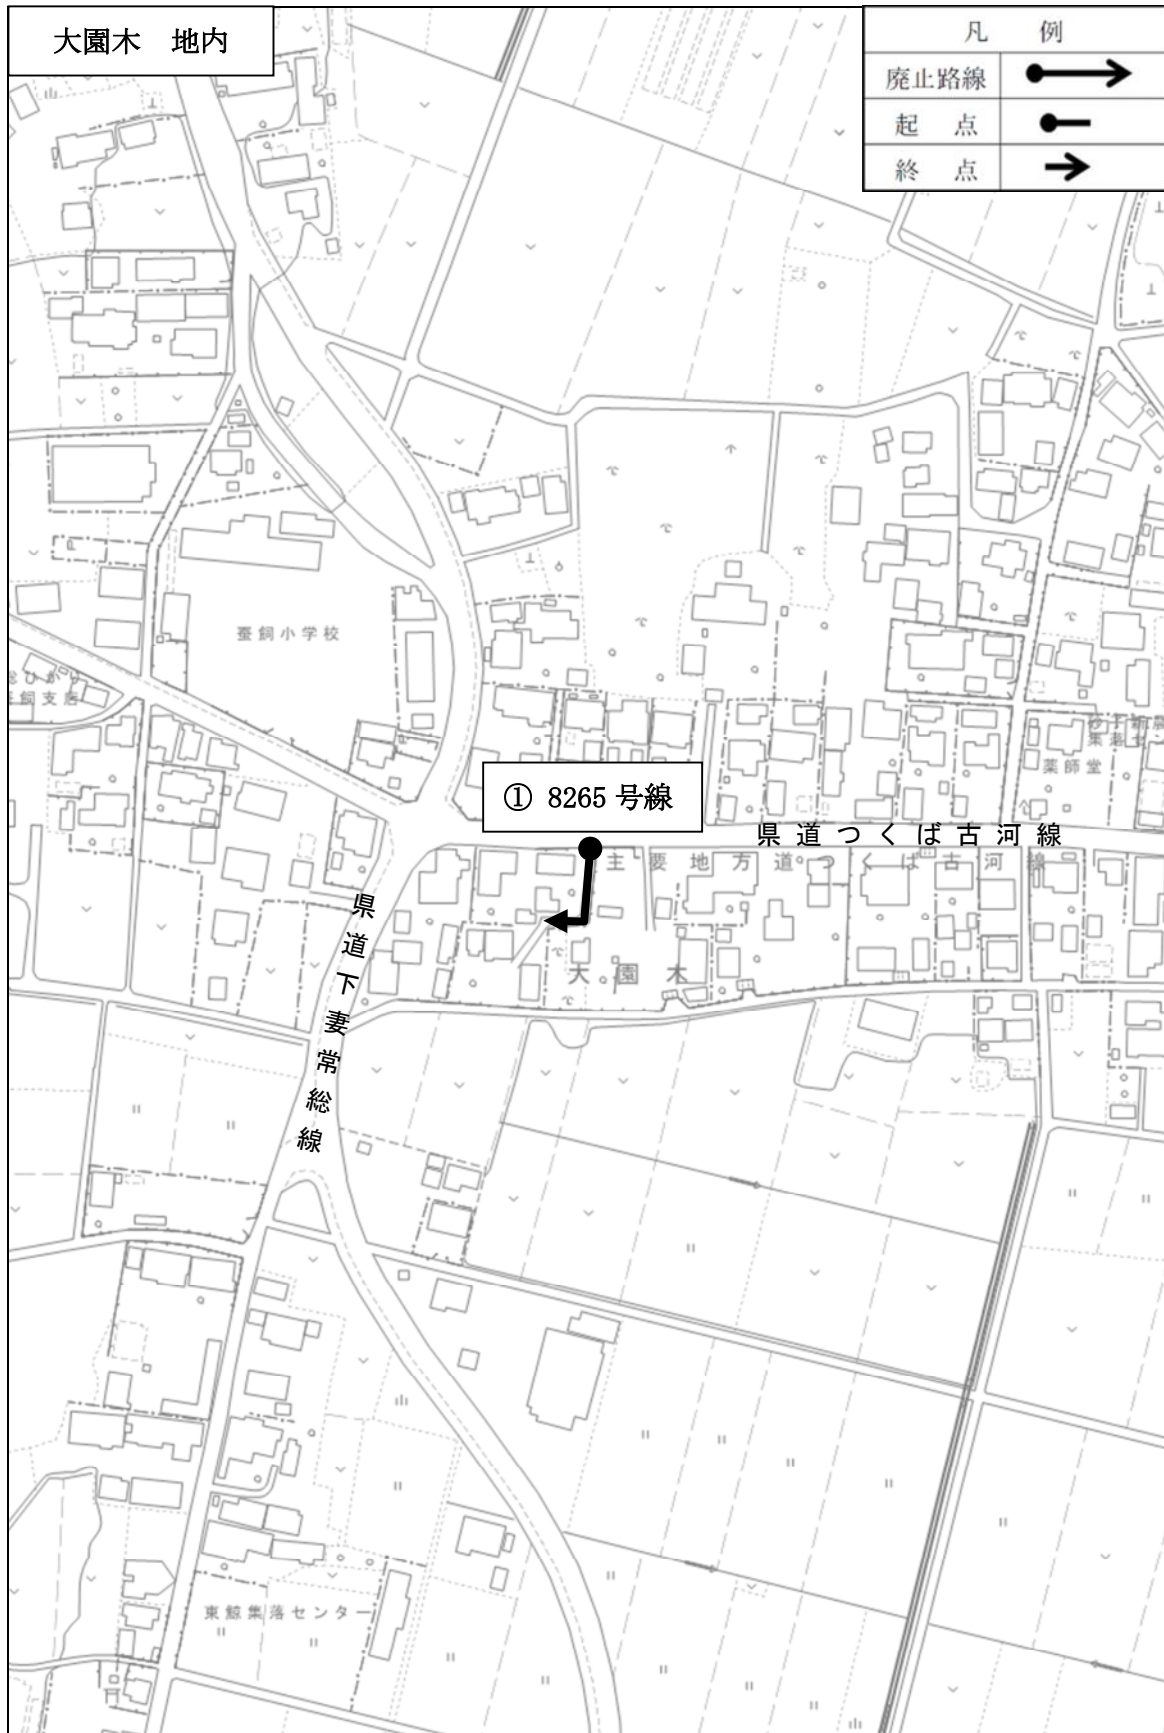 大園木　地内
凡　例
廃止路線
起　点
終　点
蚕飼小学校
飼支店
薬師堂
① 8265 号線
県道つくば古河線
主要地方道つくば古河線
県道下妻常総線
大園木
東鯨集落センター